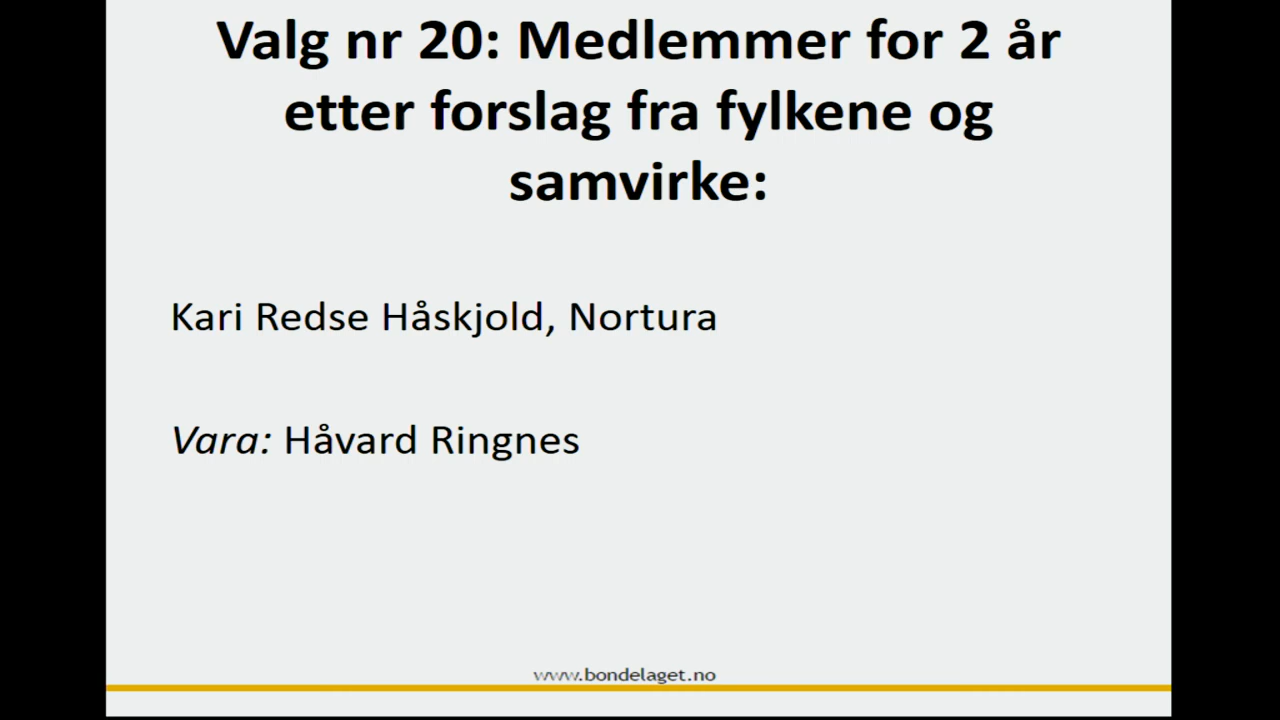 Valg nr 20: Medlemmer for 2 år
etter forslag fra fylkene og
samvirke:
Kari Redse Håskjold, Nortura
Vara: Håvard Ringnes
www.bondelaget.no